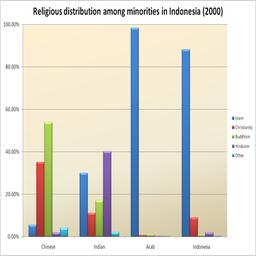 Religious distribution among minorities in Indonesia (2000)
100.00%
80.00%
60.00%
40.00%
20.00%
0.00%
Chinese Indian Arab Indonesia
Islam
Christianity
Buddhism
Hinduism
Other